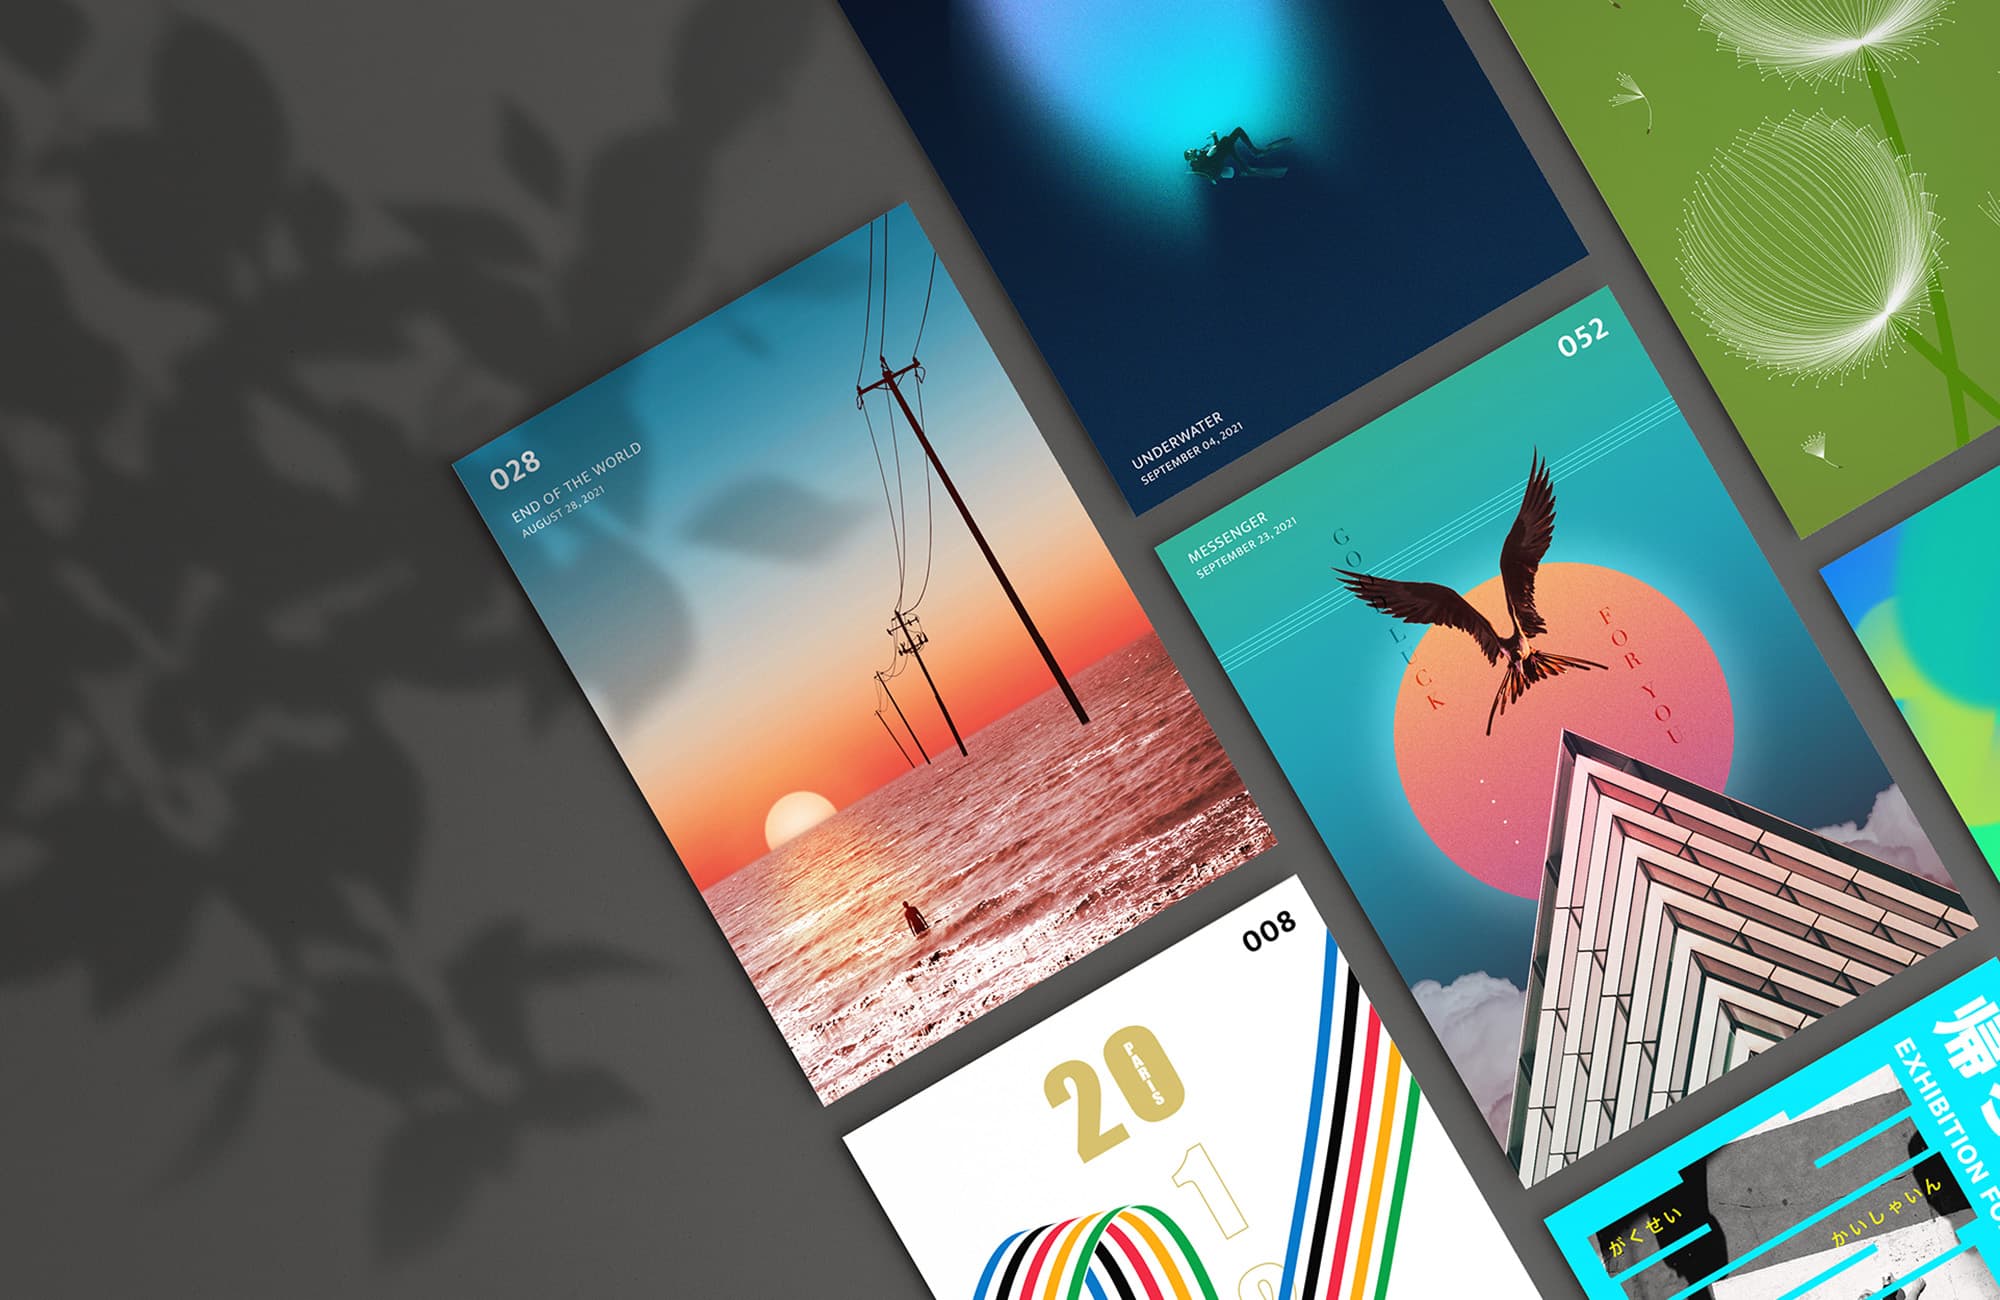 UNDERWATER
SEPTEMBER 04, 2021
028
END OF THE WORLD
AUGUST 28, 2021
052
MESSENGER
SEPTEMBER 23, 2021
GOOD LUCK
FOR YOU
008
20
PARIS
1
EXHIBITION
がくせい
かいしゃいん